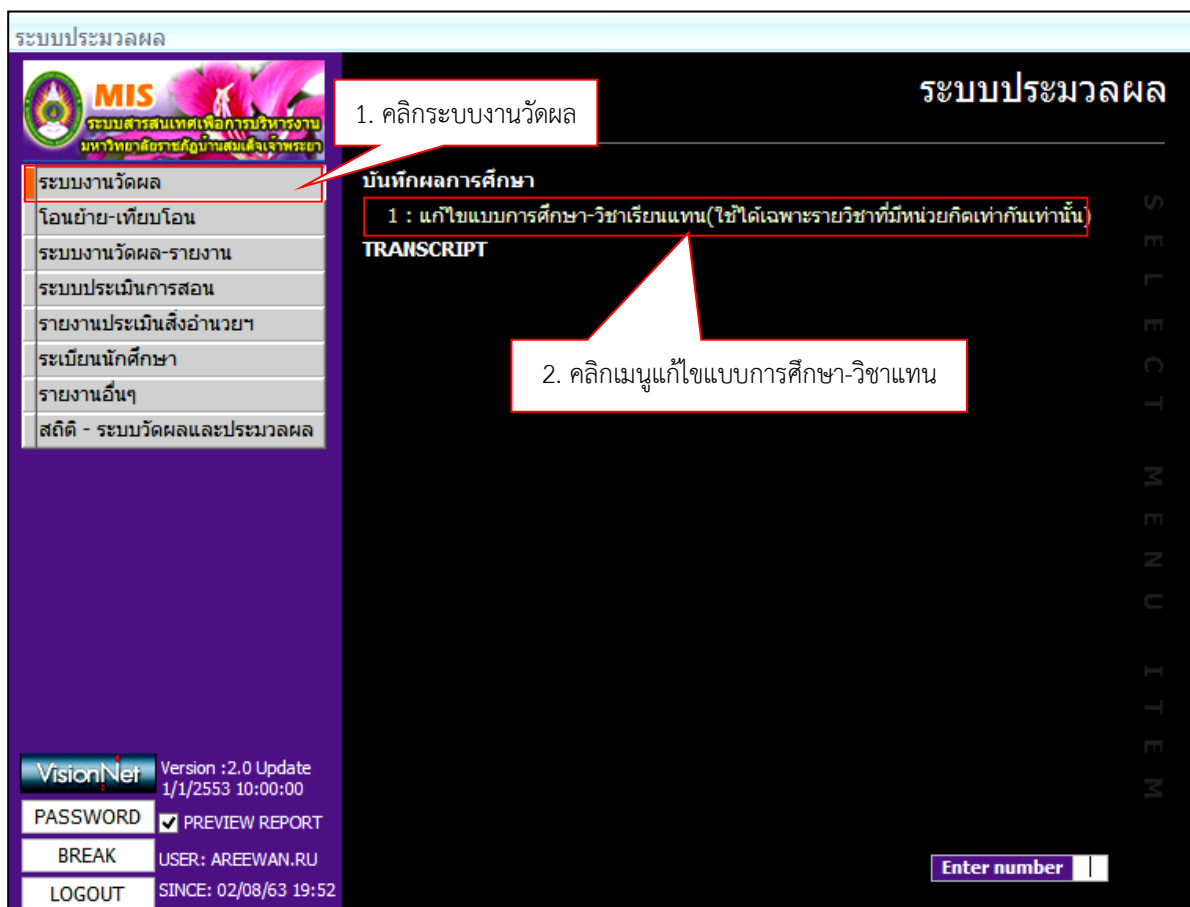 ระบบประมวลผล
MIS
ระบบสารสนเทศเพื่อการบริหารงาน
มหาวิทยาลัยราชภัฏบ้านสมเด็จเจ้าพระยา
ระบบประมวลผล
1. คลิกระบบงานวัดผล
ระบบงานวัดผล
โอนย้าย-เทียบโอน
ระบบงานวัดผล-รายงาน
ระบบประเมินการสอน
รายงานประเมินสิ่งอำนวยฯ
ระเบียนนักศึกษา
รายงานอื่นๆ
สถิติ - ระบบวัดผลและประมวลผล
บันทึกผลการศึกษา
1 : แก้ไขแบบการศึกษา-วิชาเรียนแทน(ใช้ได้เฉพาะรายวิชาที่มีหน่วยกิตเท่ากันเท่านั้น)
TRANSCRIPT
2. คลิกเมนูแก้ไขแบบการศึกษา-วิชาแทน
SELECT MENU ITEM
VisionNet
Version :2.0 Update
1/1/2553 10:00:00
PASSWORD
PREVIEW REPORT
BREAK
USER: AREEWAN.RU
LOGOUT
SINCE: 02/08/63 19:52
Enter number